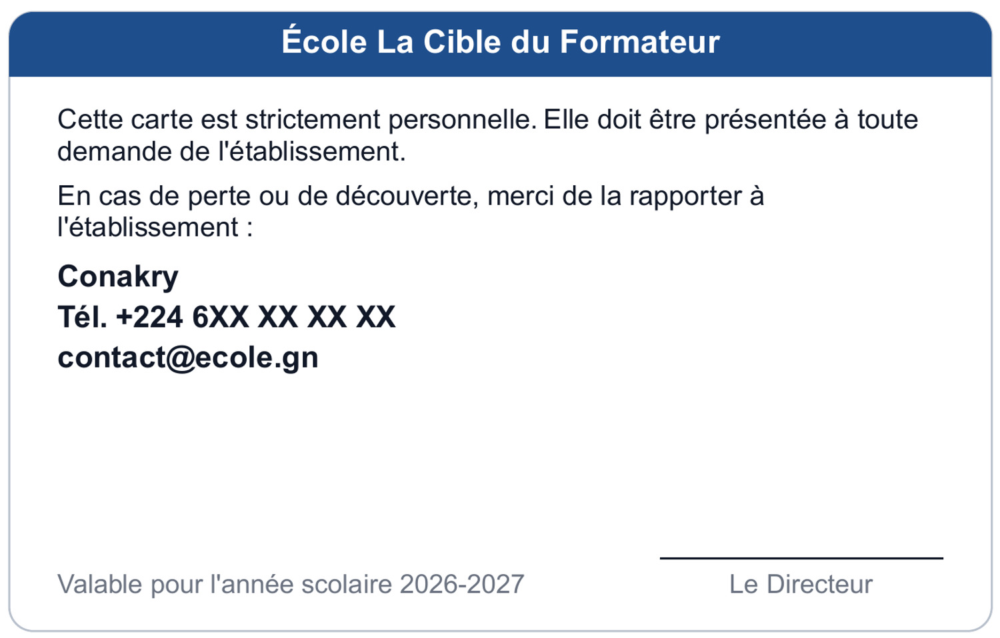 École La Cible du Formateur
Cette carte est strictement personnelle. Elle doit être présentée à toute
demande de l'établissement.
En cas de perte ou de découverte, merci de la rapporter à
l'établissement :
Conakry
Tél. +224 6XX XX XX XX
contact@ecole.gn
Valable pour l'année scolaire 2026-2027
Le Directeur